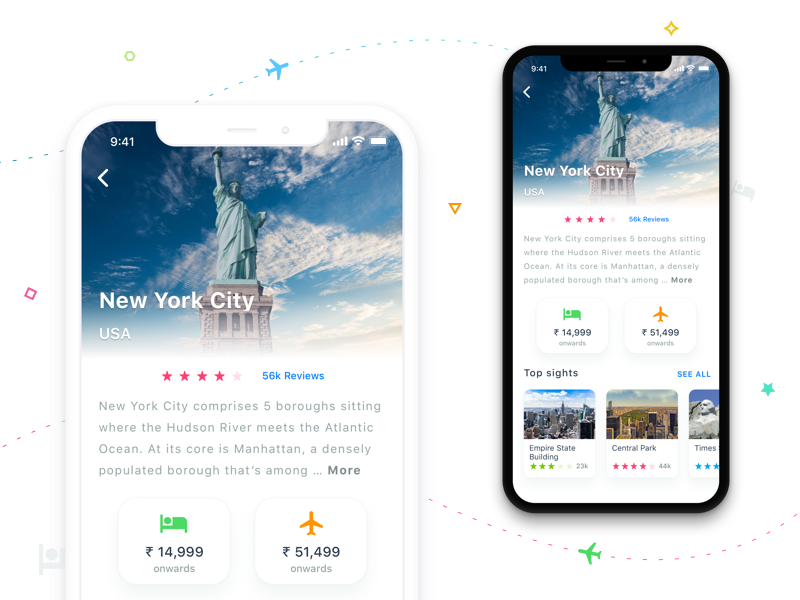 9:41
New York City
USA
56k Reviews
New York City comprises 5 boroughs sitting
where the Hudson River meets the Atlantic
Ocean. At its core is Manhattan, a densely
populated borough that's among ... More
₹ 14,999
onwards
₹ 51,499
onwards
9:41
New York City
USA
56k Reviews
New York City comprises 5 boroughs sitting
where the Hudson River meets the Atlantic
Ocean. At its core is Manhattan, a densely
populated borough that's among ... More
₹ 14,999
onwards
₹ 51,499
onwards
Top sights
SEE ALL
Empire State
Building
23k
Central Park
44k
Times